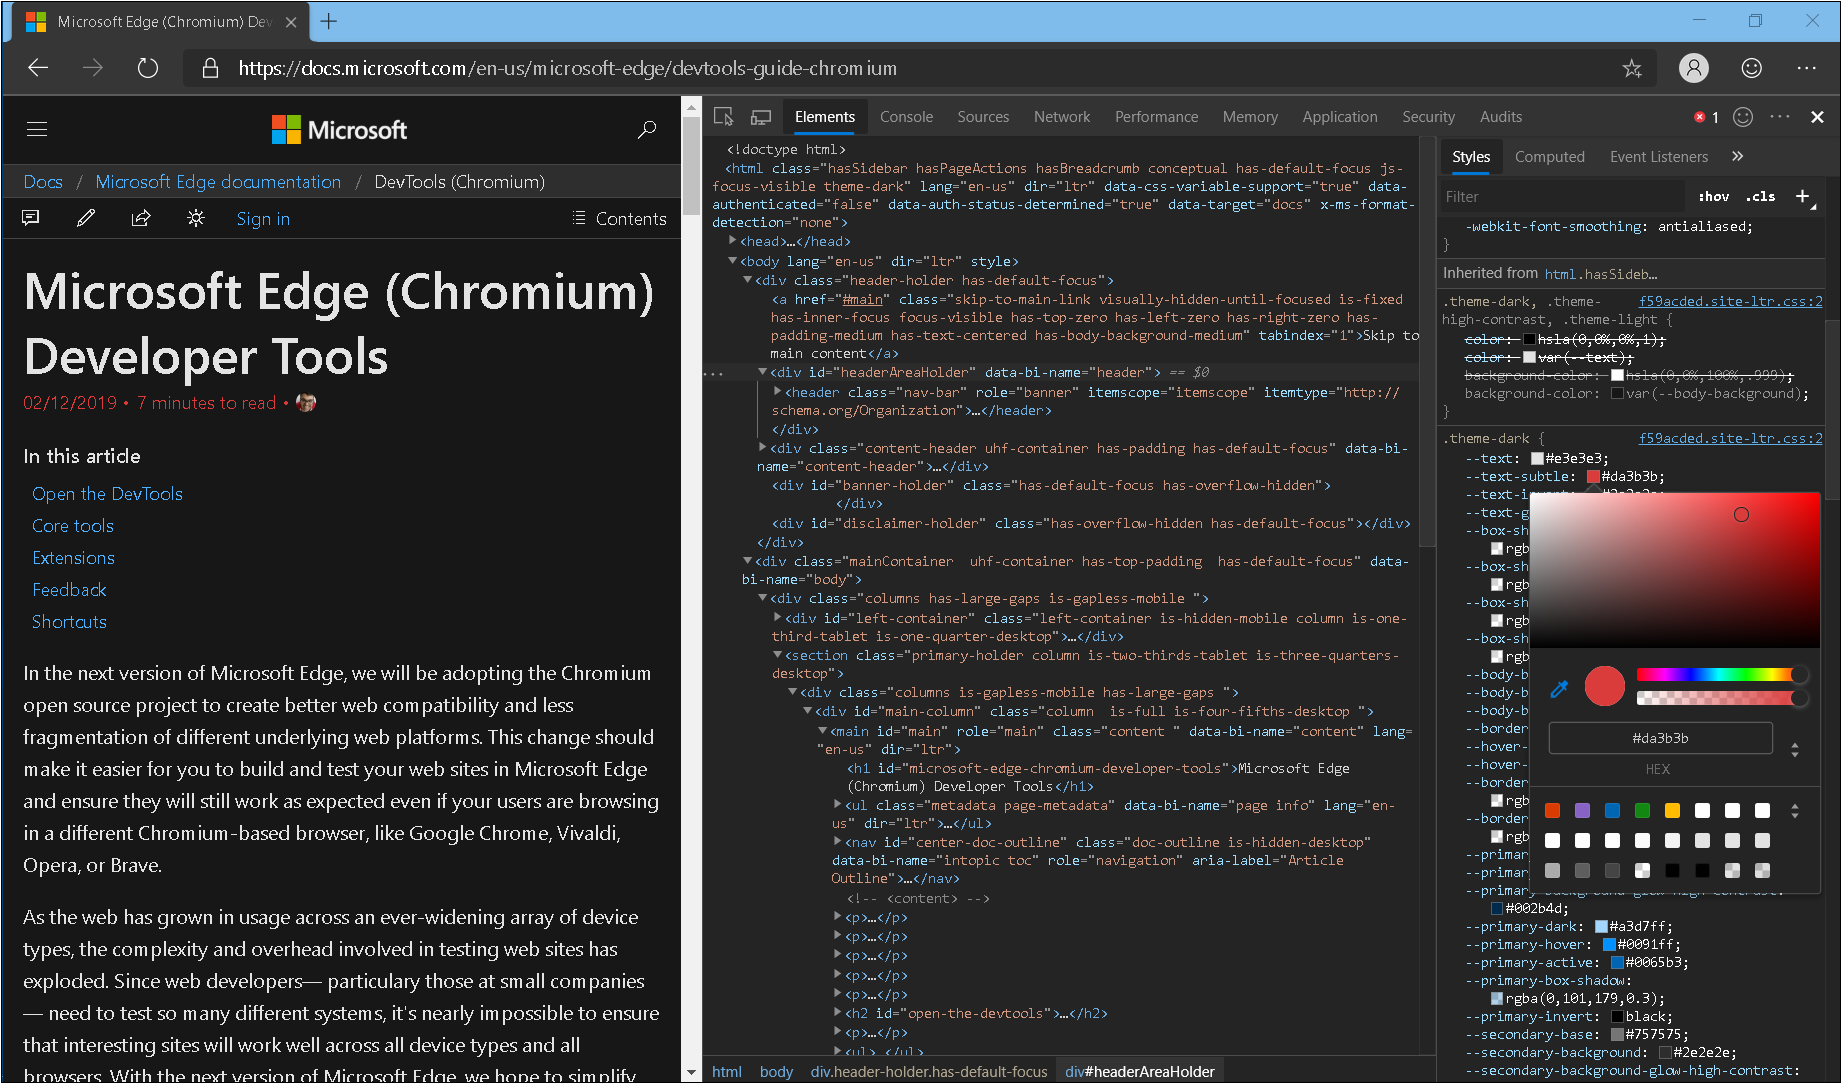 Microsoft Edge (Chromium) Dev
https://docs.microsoft.com/en-us/microsoft-edge/devtools-guide-chromium
Microsoft
Docs / Microsoft Edge documentation / DevTools (Chromium)
Sign in
Contents
Microsoft Edge (Chromium)
Developer Tools
02/12/2019 • 7 minutes to read •
In this article
Open the DevTools
Core tools
Extensions
Feedback
Shortcuts
In the next version of Microsoft Edge, we will be adopting the Chromium
open source project to create better web compatibility and less
fragmentation of different underlying web platforms. This change should
make it easier for you to build and test your web sites in Microsoft Edge
and ensure they will still work as expected even if your users are browsing
in a different Chromium-based browser, like Google Chrome, Vivaldi,
Opera, or Brave.
As the web has grown in usage across an ever-widening array of device
types, the complexity and overhead involved in testing web sites has
exploded. Since web developers— particulary those at small companies
— need to test so many different systems, it's nearly impossible to ensure
that interesting sites will work well across all device types and all
browsers. With the next version of Microsoft Edge, we hope to simplify
Elements Console Sources Network Performance Memory Application Security Audits 1
<!doctype html>
<html class="hasSidebar hasPageActions hasBreadcrumb conceptual has-default-focus js-
focus-visible theme-dark" lang="en-us" dir="ltr" data-css-variable-support="true" data-
authenticated="false" data-auth-status-determined="true" data-target="docs" x-ms-format-
detection="none">
<head>…</head>
<body lang="en-us" dir="ltr" style>
<div class="header-holder has-default-focus">
<a href="#main" class="skip-to-main-link visually-hidden-until-focused is-fixed
has-inner-focus focus-visible has-top-zero has-left-zero has-right-zero has-
padding-medium has-text-centered has-body-background-medium" tabindex="1">Skip to
main content</a>
… <div id="headerAreaHolder" data-bi-name="header"> == $0
<header class="nav-bar" role="banner" itemscope="itemscope" itemtype="http://
schema.org/Organization">…</header>
</div>
<div class="content-header uhf-container has-padding has-default-focus" data-bi-
name="content-header">…</div>
<div id="banner-holder" class="has-default-focus has-overflow-hidden">
</div>
<div id="disclaimer-holder" class="has-overflow-hidden has-default-focus"></div>
</div>
<div class="mainContainer  uhf-container has-top-padding  has-default-focus" data-
bi-name="body">
<div class="columns has-large-gaps is-gapless-mobile ">
<div id="left-container" class="left-container is-hidden-mobile column is-one-
third-tablet is-one-quarter-desktop">…</div>
<section class="primary-holder column is-two-thirds-tablet is-three-quarters-
desktop">
<div class="columns is-gapless-mobile has-large-gaps ">
<div id="main-column" class="column  is-full is-four-fifths-desktop ">
<main id="main" role="main" class="content " data-bi-name="content" lang=
"en-us" dir="ltr">
<h1 id="microsoft-edge-chromium-developer-tools">Microsoft Edge
(Chromium) Developer Tools</h1>
<ul class="metadata page-metadata" data-bi-name="page info" lang="en-
us" dir="ltr">…</ul>
<nav id="center-doc-outline" class="doc-outline is-hidden-desktop"
data-bi-name="intopic toc" role="navigation" aria-label="Article
Outline">…</nav>
<!-- <content> -->
<p>…</p>
<p>…</p>
<p>…</p>
<p>…</p>
<p>…</p>
<h2 id="open-the-devtools">…</h2>
<p>…</p>
<ul>…</ul>
html body div.header-holder.has-default-focus div#headerAreaHolder
Styles Computed Event Listeners »
Filter :hov .cls +
-webkit-font-smoothing: antialiased;
}
Inherited from html.hasSideb…
.theme-dark, .theme- f59acded.site-ltr.css:2
high-contrast, .theme-light {
color: hsla(0,0%,0%,1);
color: var(--text);
background-color: hsla(0,0%,100%,.999);
background-color: var(--body-background);
}
.theme-dark { f59acded.site-ltr.css:2
--text: #e3e3e3;
--text-subtle: #da3b3b;
--text-g
--box-sh
rgb
--box-sh
rgb
--box-sh
rgb
--box-sh
rgb
--body-b
--body-b
--body-b
--border
--hover-
--hover-
--border
rgb
--border
rgb
--primar
--primar
#da3b3b
HEX
#002b4d;
--primary-dark: #a3d7ff;
--primary-hover: #0091ff;
--primary-active: #0065b3;
--primary-box-shadow:
rgba(0,101,179,0.3);
--primary-invert: black;
--secondary-base: #757575;
--secondary-background: #2e2e2e;
--secondary-background-glow-high-contrast: